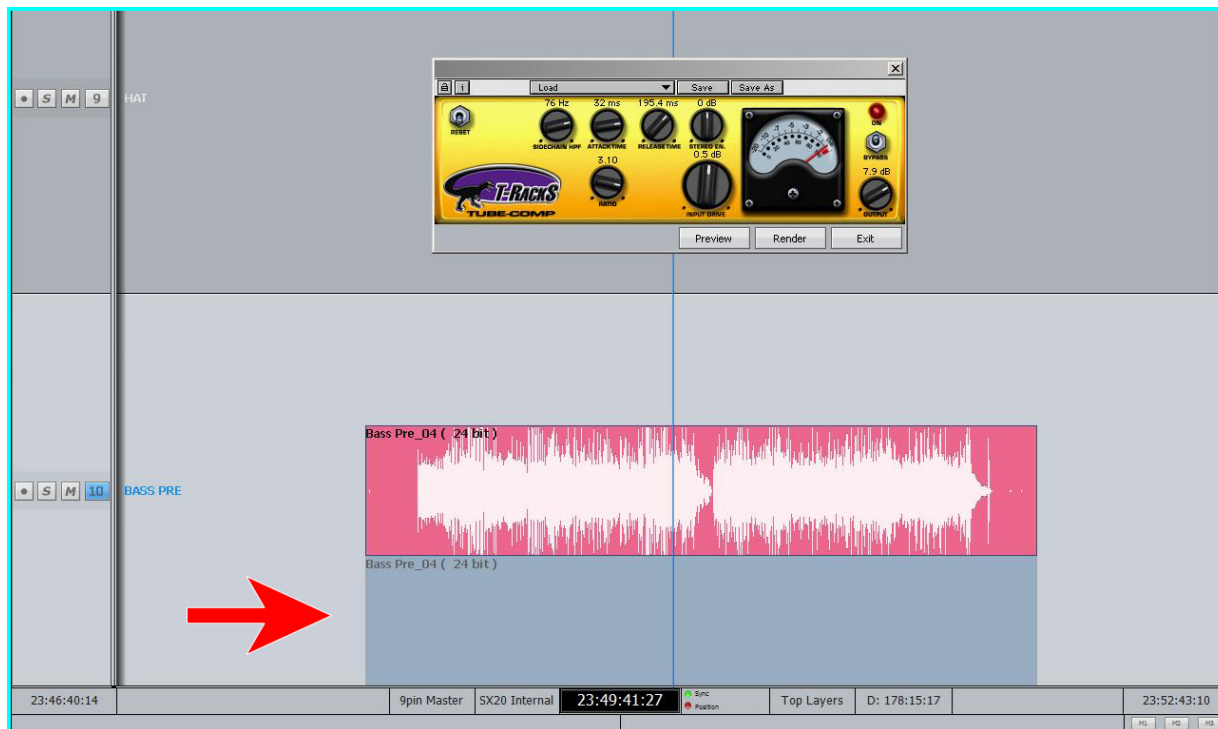 Load Save Save As
i
76 Hz 32 ms 195.4 ms 0 dB
ON
RESET
SIDECHAIN HPF ATTACKTIME RELEASETIME STEREO EN.
BYPASS
3.10 0.5 dB
7.9 dB
T-RACKS
TUBE-COMP
RATIO
INPUT DRIVE
OUTPUT
Preview Render Exit
S M 9 HAT
Bass Pre_04 ( 24 bit )
S M 10 BASS PRE
Bass Pre_04 ( 24 bit )
23:46:40:14 9pin Master SX20 Internal 23:49:41:27 Sync Top Layers D: 178:15:17 23:52:43:10
Position
M1 M2 M3